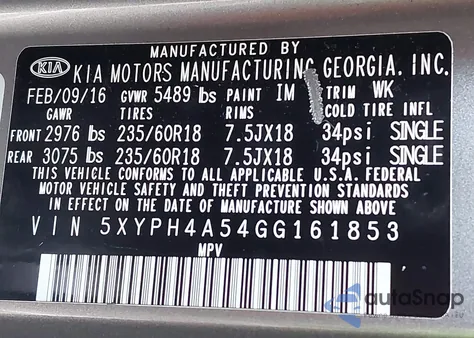 MANUFACTURED BY
KIA KIA MOTORS MANUFACTURING GEORGIA, INC.
FEB/09/16 GVWR 5489 lbs PAINT IM TRIM WK
GAWR TIRES RIMS COLD TIRE INFL
FRONT 2976 lbs 235/60R18 7.5JX18 34psi SINGLE
REAR 3075 lbs 235/60R18 7.5JX18 34psi SINGLE
THIS VEHICLE CONFORMS TO ALL APPLICABLE U.S.A. FEDERAL
MOTOR VEHICLE SAFETY AND THEFT PREVENTION STANDARDS
IN EFFECT ON THE DATE OF MANUFACTURE SHOWN ABOVE
VIN 5XYPH4A54GG161853
MPV
autoSnap